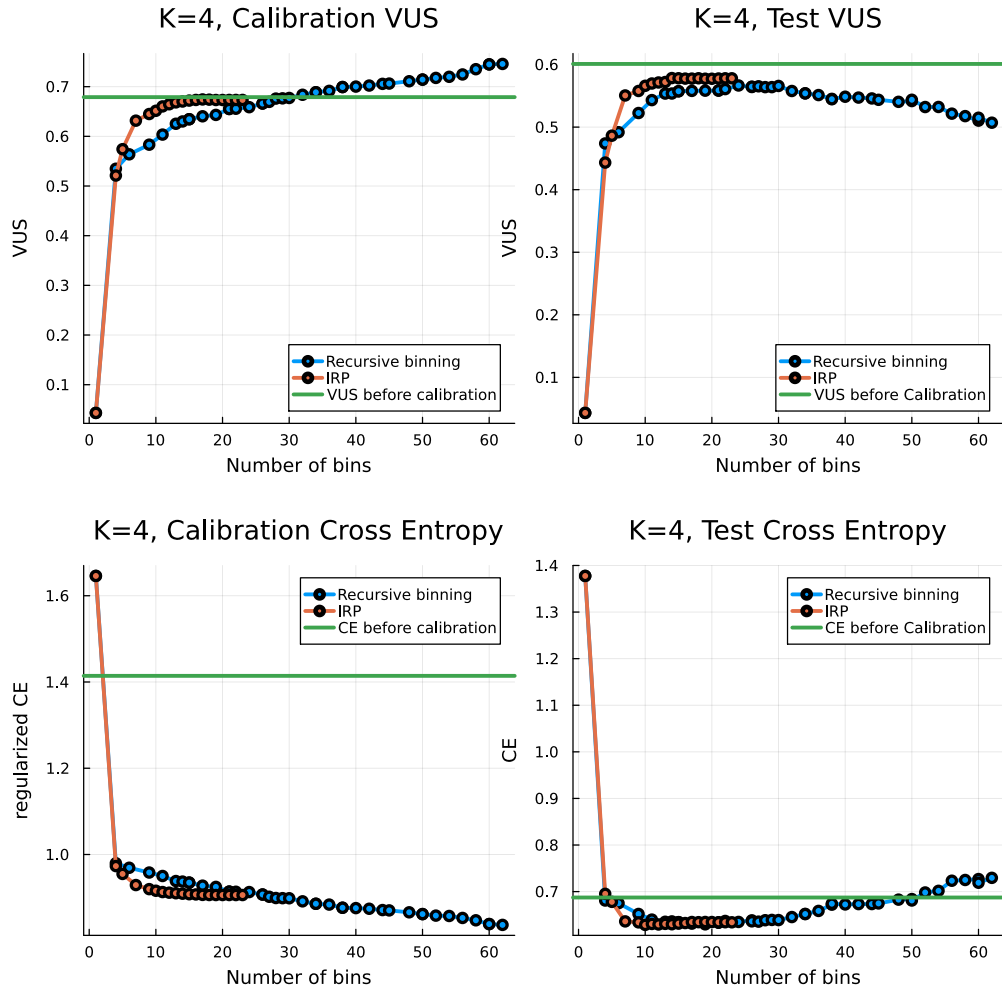 K=4, Calibration VUS
VUS
0.7
0.6
0.5
0.4
0.3
0.2
0.1
Recursive binning
IRP
VUS before calibration
0 10 20 30 40 50 60
Number of bins
K=4, Test VUS
VUS
0.6
0.5
0.4
0.3
0.2
0.1
Recursive binning
IRP
VUS before Calibration
0 10 20 30 40 50 60
Number of bins
K=4, Calibration Cross Entropy
regularized CE
1.6
1.4
1.2
1.0
Recursive binning
IRP
CE before calibration
0 10 20 30 40 50 60
Number of bins
K=4, Test Cross Entropy
CE
1.4
1.3
1.2
1.1
1.0
0.9
0.8
0.7
Recursive binning
IRP
CE before Calibration
0 10 20 30 40 50 60
Number of bins